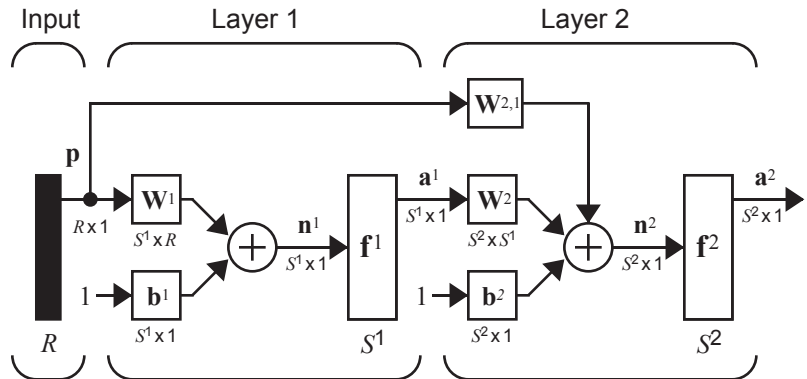 Input Layer 1 Layer 2
W2,1
p a1 a2
W1 W2
R x 1 S1 x R n1 f1 S1 x 1 S2 x S1 n2 f2 S2 x 1
S1 x 1 S2 x 1
1 b1 1 b2
S1 x 1 S2 x 1
R S1 S2